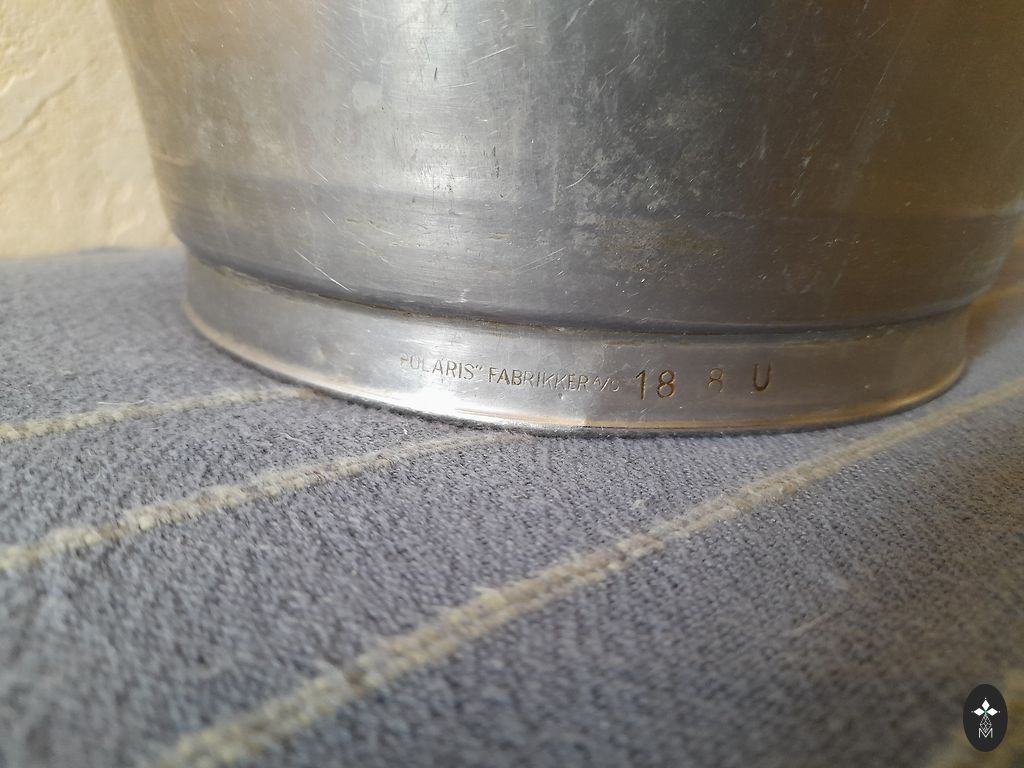 POLARIS" FABRIKKER A/S 18 8 U
M